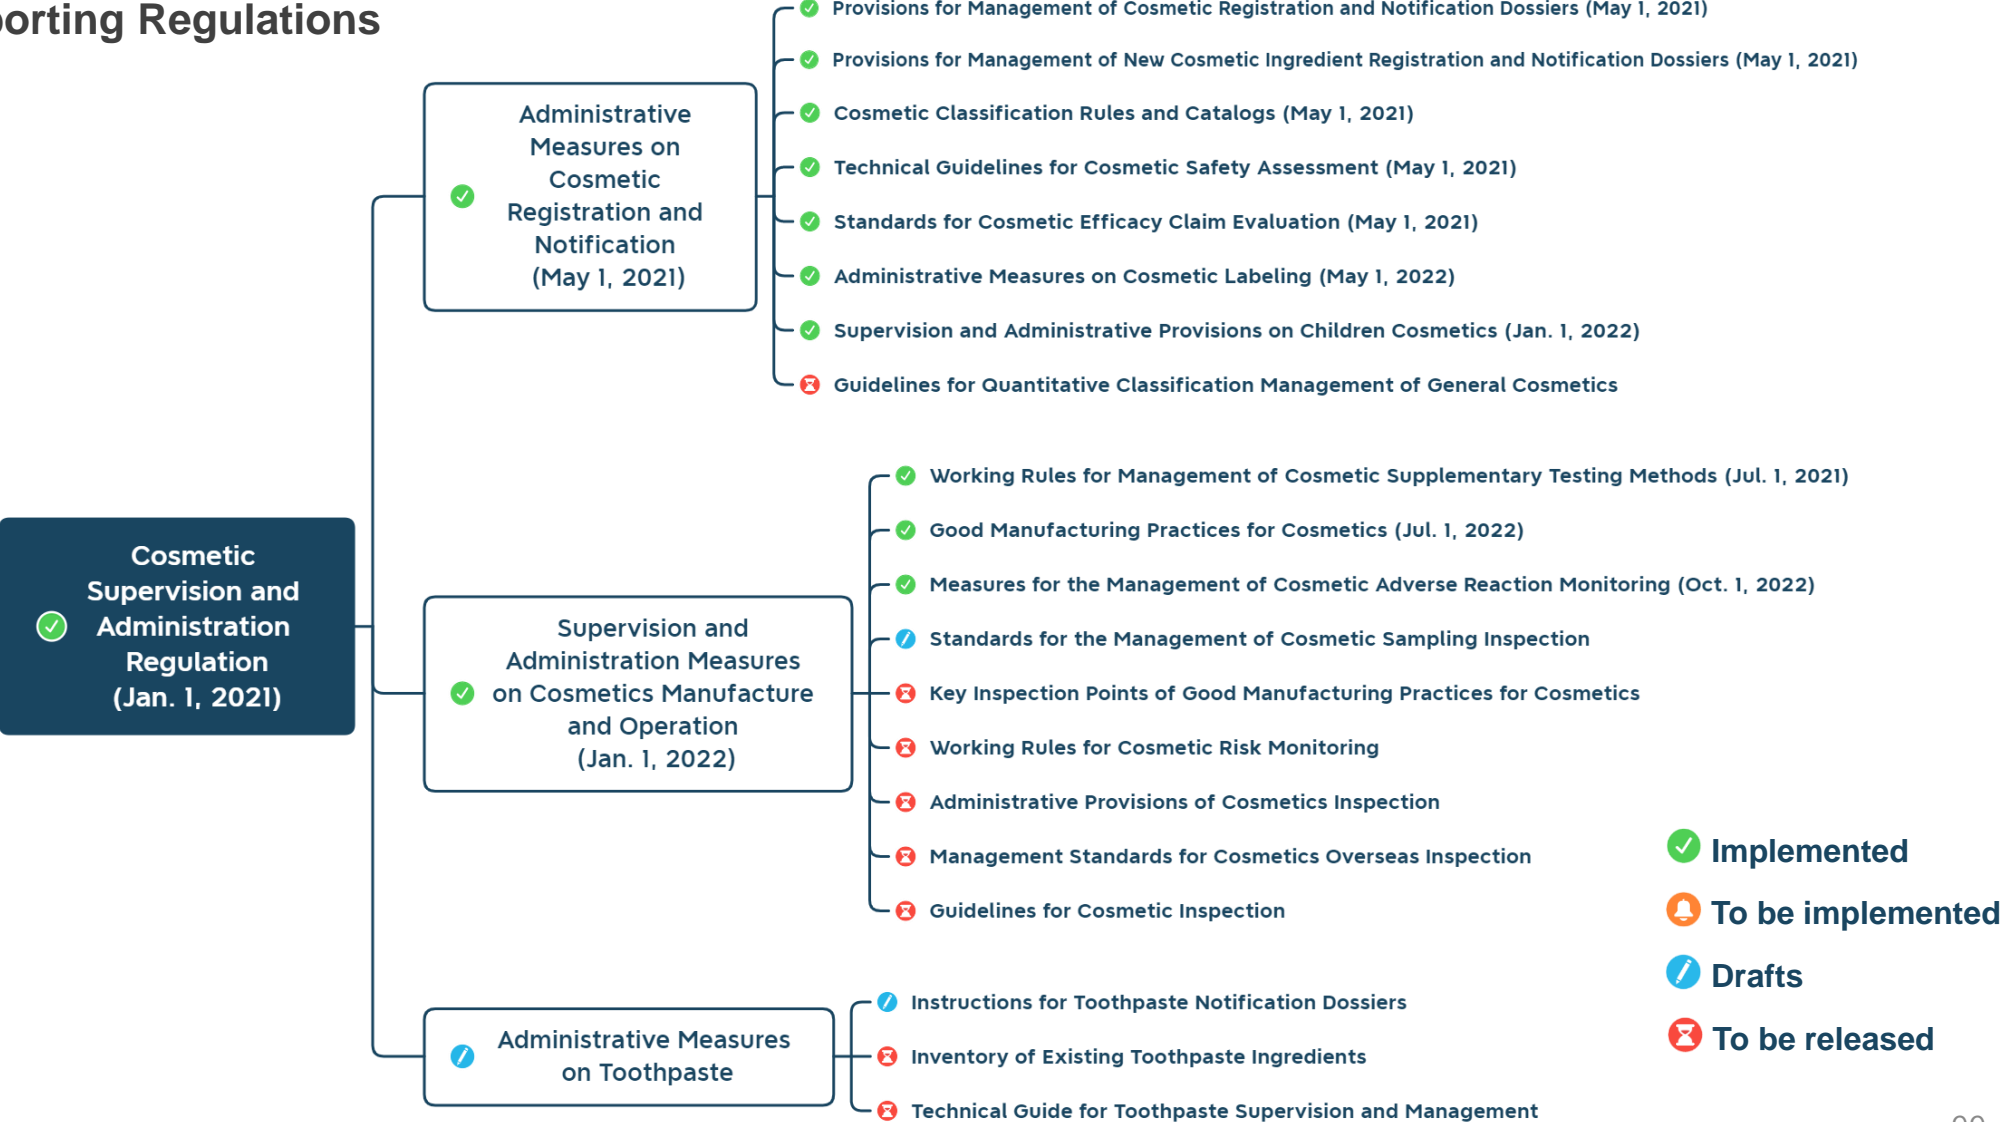 Regulations
Provisions for Management of Cosmetic Registration and Notification Dossiers (May 1, 2021)
Provisions for Management of New Cosmetic Ingredient Registration and Notification Dossiers (May 1, 2021)
Administrative
Measures on
Cosmetic
Registration and
Notification
(May 1, 2021)
Cosmetic Classification Rules and Catalogs (May 1, 2021)
Technical Guidelines for Cosmetic Safety Assessment (May 1, 2021)
Standards for Cosmetic Efficacy Claim Evaluation (May 1, 2021)
Administrative Measures on Cosmetic Labeling (May 1, 2022)
Supervision and Administrative Provisions on Children Cosmetics (Jan. 1, 2022)
Guidelines for Quantitative Classification Management of General Cosmetics
Cosmetic
Supervision and
Administration
Regulation
(Jan. 1, 2021)
Supervision and
Administration Measures
on Cosmetics Manufacture
and Operation
(Jan. 1, 2022)
Working Rules for Management of Cosmetic Supplementary Testing Methods (Jul. 1, 2021)
Good Manufacturing Practices for Cosmetics (Jul. 1, 2022)
Measures for the Management of Cosmetic Adverse Reaction Monitoring (Oct. 1, 2022)
Standards for the Management of Cosmetic Sampling Inspection
Key Inspection Points of Good Manufacturing Practices for Cosmetics
Working Rules for Cosmetic Risk Monitoring
Administrative Provisions of Cosmetics Inspection
Management Standards for Cosmetics Overseas Inspection
Guidelines for Cosmetic Inspection
Administrative Measures
on Toothpaste
Instructions for Toothpaste Notification Dossiers
Inventory of Existing Toothpaste Ingredients
Technical Guide for Toothpaste Supervision and Management
Implemented
To be implemented
Drafts
To be released